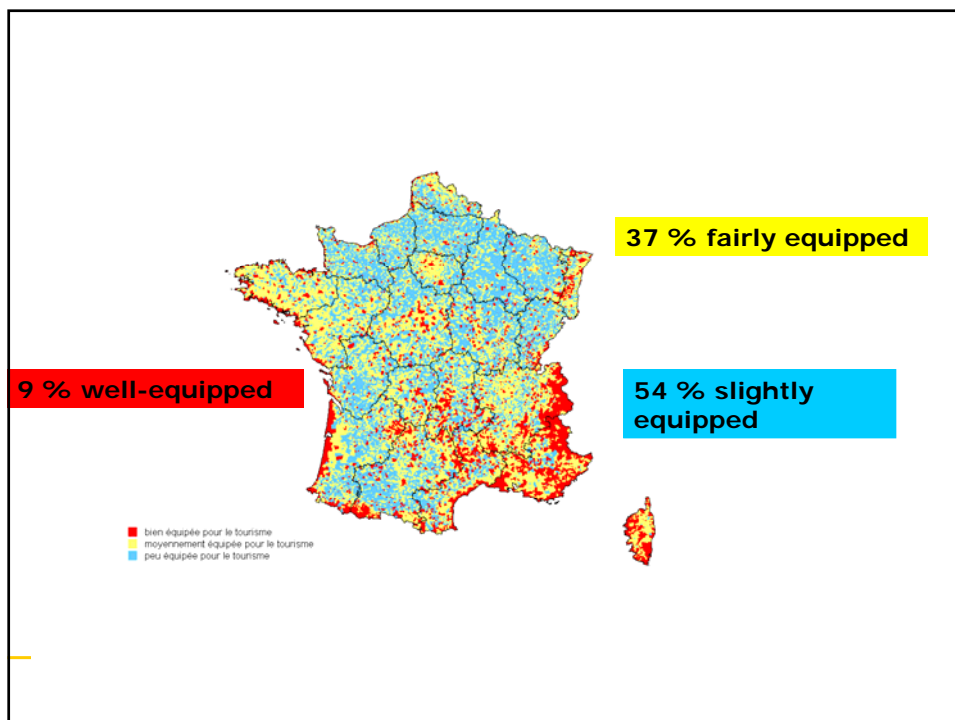 37 % fairly equipped
9 % well-equipped
54 % slightly
equipped
bien équipée pour le tourisme
moyennement équipée pour le tourisme
peu équipée pour le tourisme